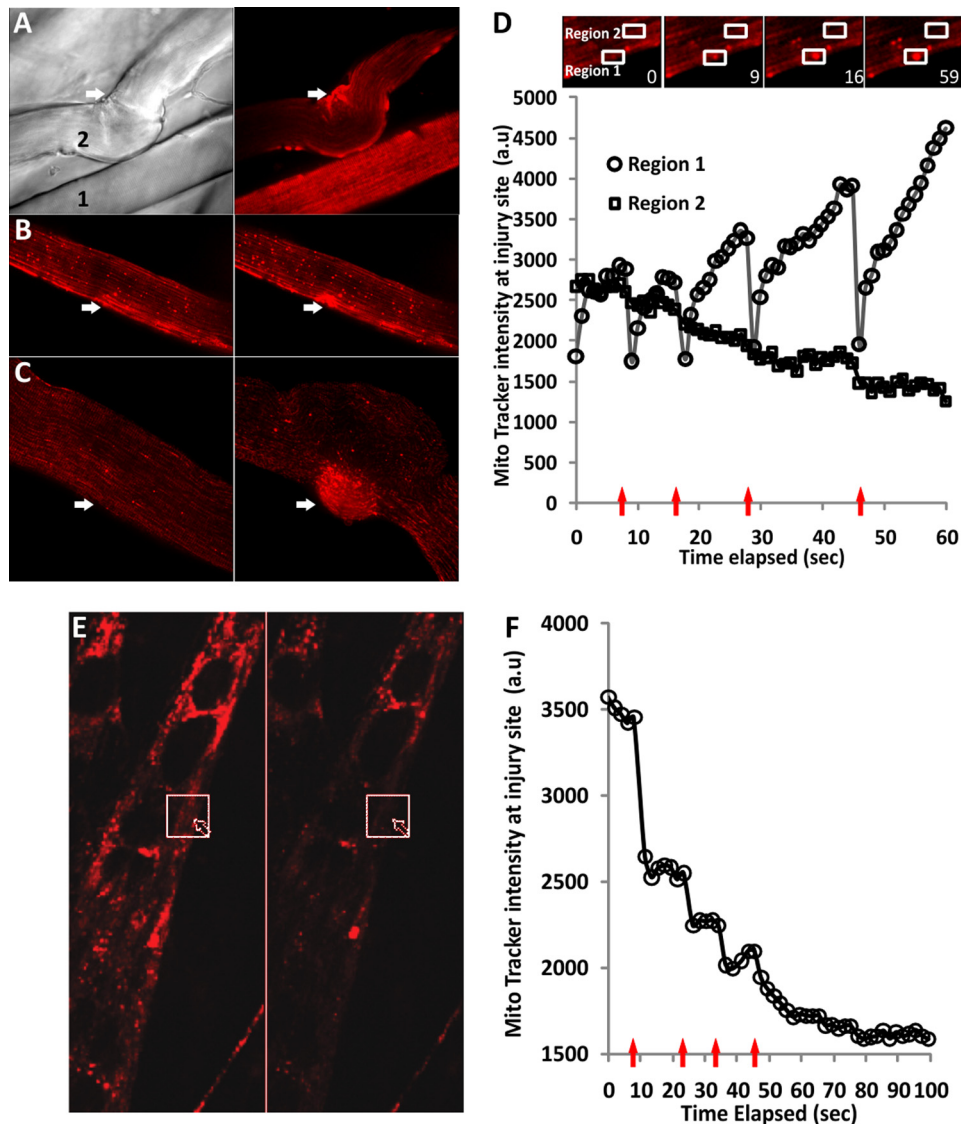 A
2
1
B
C
D
Region 2
Region 1
0
9
16
59
Mito Tracker intensity at injury site (a.u)
5000
4500
4000
3500
3000
2500
2000
1500
1000
500
0
Region 1
Region 2
0 10 20 30 40 50 60
Time elapsed (sec)
E
F
Mito Tracker intensity at injury site (a.u)
4000
3500
3000
2500
2000
1500
0 10 20 30 40 50 60 70 80 90 100
Time Elapsed (sec)